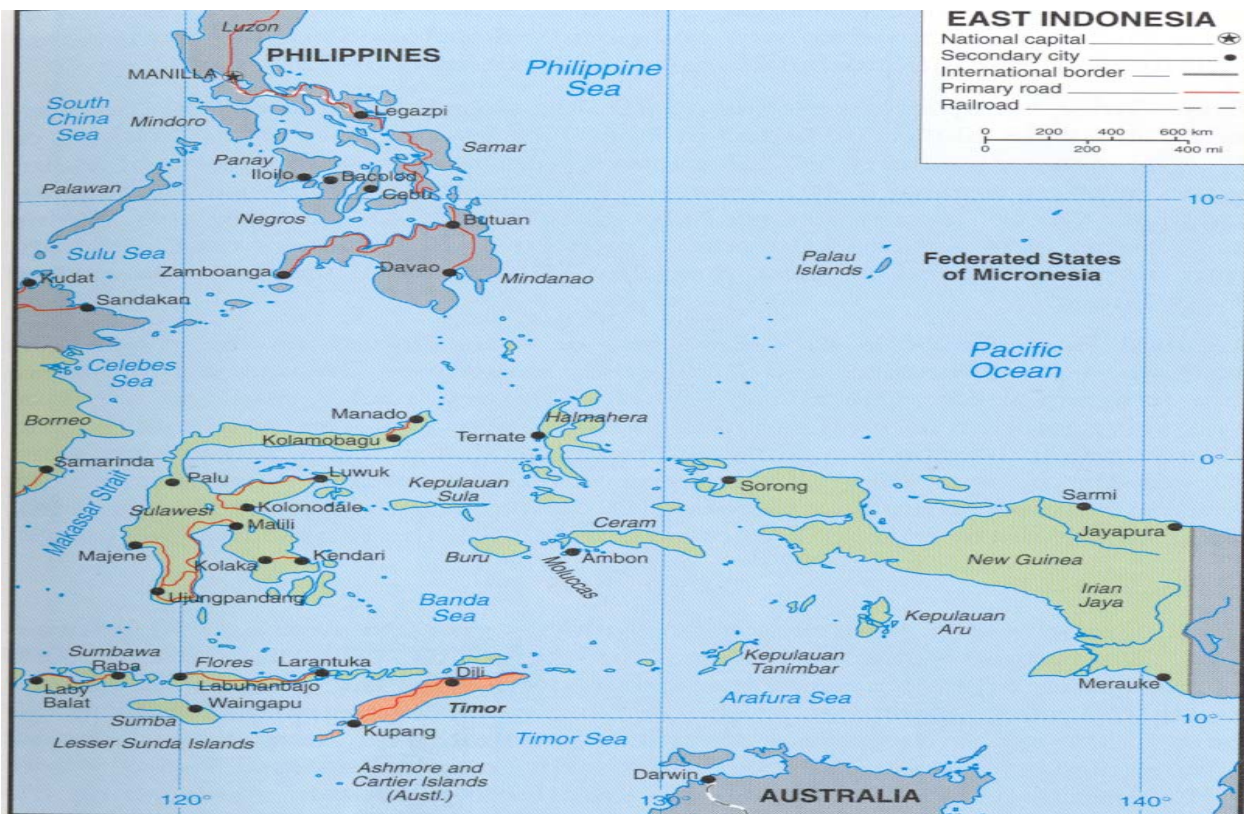 EAST INDONESIA
National capital
Secondary city
International border
Primary road
Railroad
0 200 400 600 km
0 200 400 mi
Luzon
PHILIPPINES
MANILLA
Philippine
Sea
South
China
Sea
Legazpi
Mindoro
Samar
Panay
Iloilo
Bacolod
Cebu
Palawan
Negros
10°
Butuan
Sulu Sea
Zamboanga
Davao
Mindanao
Palau
Islands
Federated States
of Micronesia
Kudat
Sandakan
Celebes
Sea
Pacific
Ocean
Borneo
Manado
Kolamobagu
Halmahera
Ternate
0°
Samarinda
Palu
Luwuk
Kepulauan
Sula
Sorong
Sarmi
Makassar Strait
Sulawesi
Kolonodale
Malili
Ceram
Jayapura
Majene
Kolaka
Kendari
Buru
Ambon
Moluccas
New Guinea
Irian
Jaya
Ujungpandang
Banda
Sea
Kepulauan
Aru
Sumbawa
Raba
Flores
Larantuka
Dili
Kepulauan
Tanimbar
Laby
Balat
Labuhanbajo
Waingapu
Timor
Arafura Sea
Merauke
Sumba
Kupang
10°
Lesser Sunda Islands
Timor Sea
Ashmore and
Cartier Islands
(Austl.)
Darwin
AUSTRALIA
120°
130°
140°